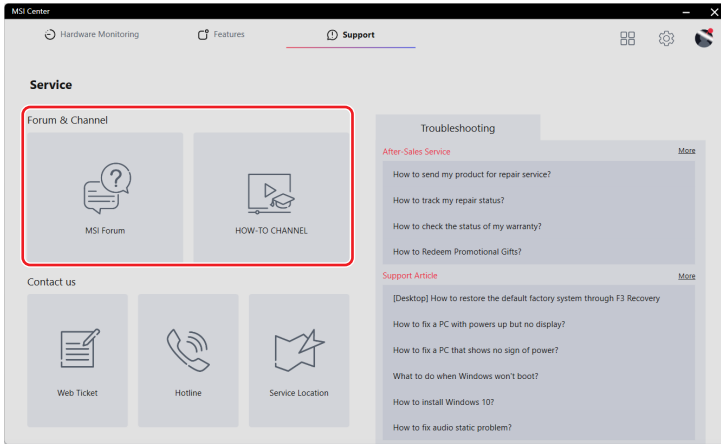 MSI Center
Hardware Monitoring
Features
Support
Service
Forum & Channel
MSI Forum
HOW-TO CHANNEL
Contact us
Web Ticket
Hotline
Service Location
Troubleshooting
After-Sales Service
More
How to send my product for repair service?
How to track my repair status?
How to check the status of my warranty?
How to Redeem Promotional Gifts?
Support Article
More
[Desktop] How to restore the default factory system through F3 Recovery
How to fix a PC with powers up but no display?
How to fix a PC that shows no sign of power?
What to do when Windows won't boot?
How to install Windows 10?
How to fix audio static problem?